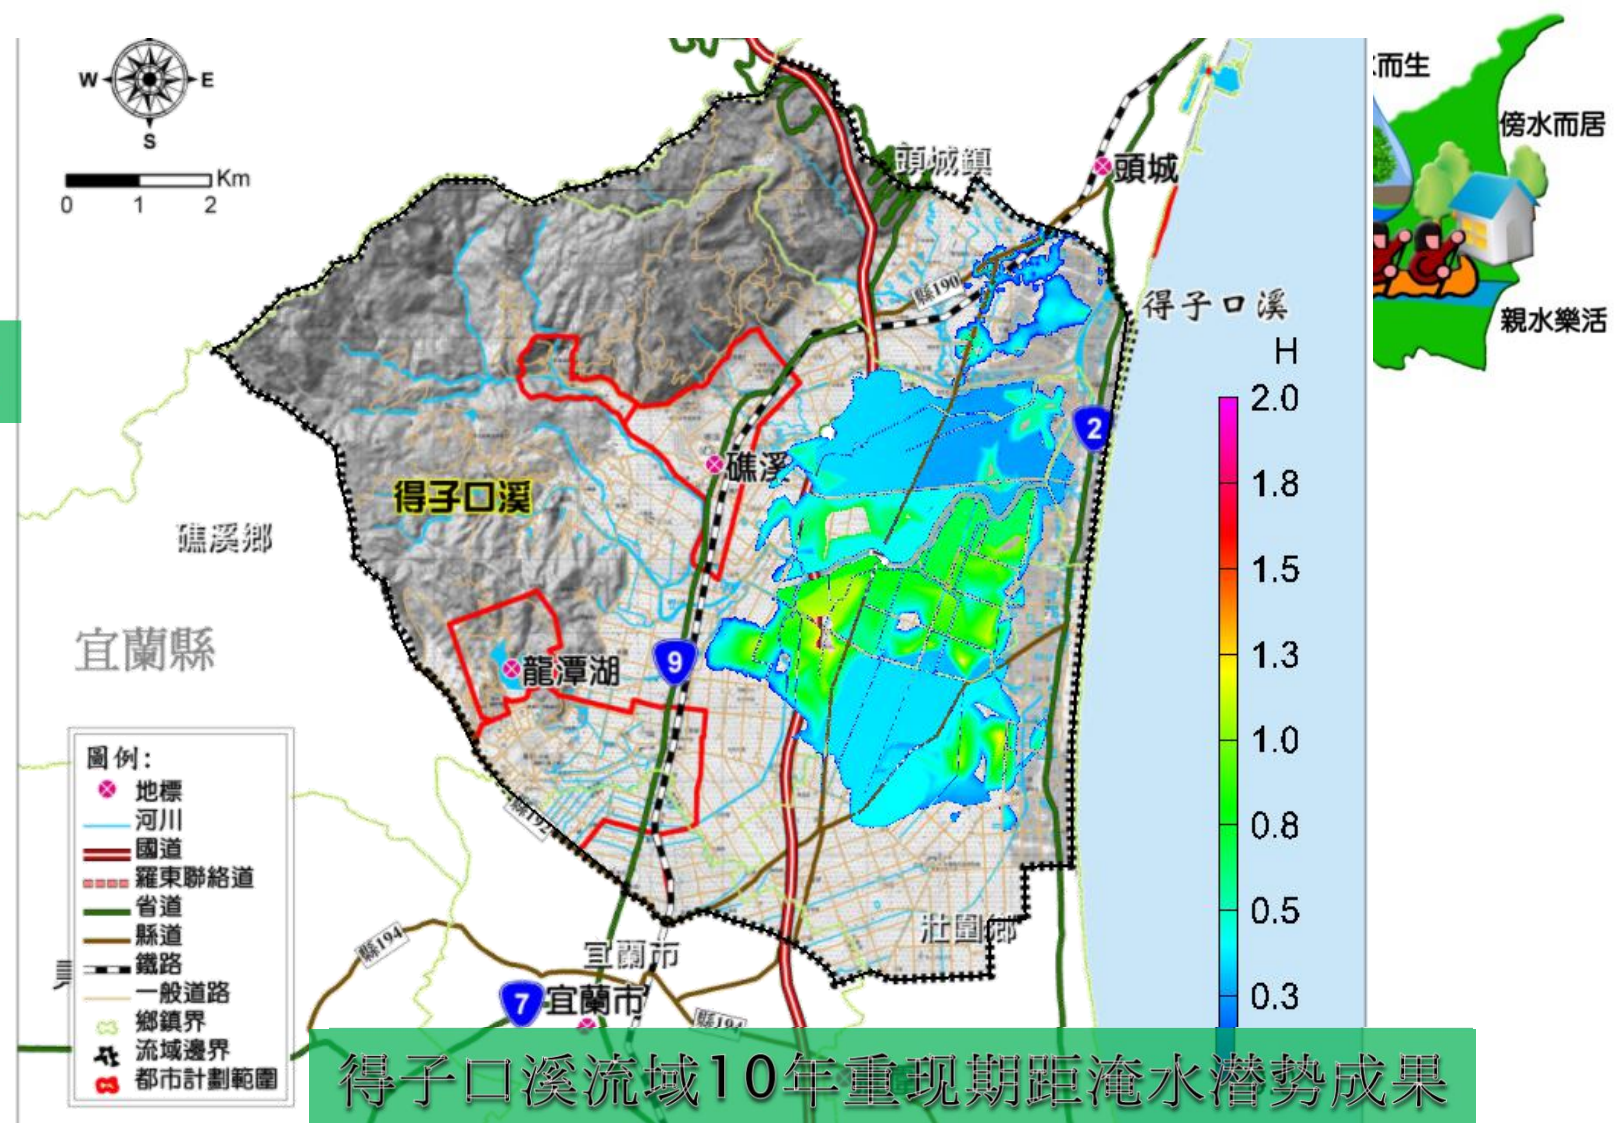 W
E
S
Km
0 1 2
而生
傍水而居
親水樂活
頭城鎮
頭城
縣190
得子口溪
H
2.0
1.8
1.5
1.3
1.0
0.8
0.5
0.3
2
礁溪
得子口溪
礁溪鄉
宜蘭縣
9
龍潭湖
縣192
圖例：
地標
河川
國道
羅東聯絡道
省道
縣道
鐵路
一般道路
鄉鎮界
流域邊界
都市計劃範圍
縣194
壯圍鄉
宜蘭市
7
宜蘭市
縣194
得子口溪流域10年重现期距淹水潜势成果